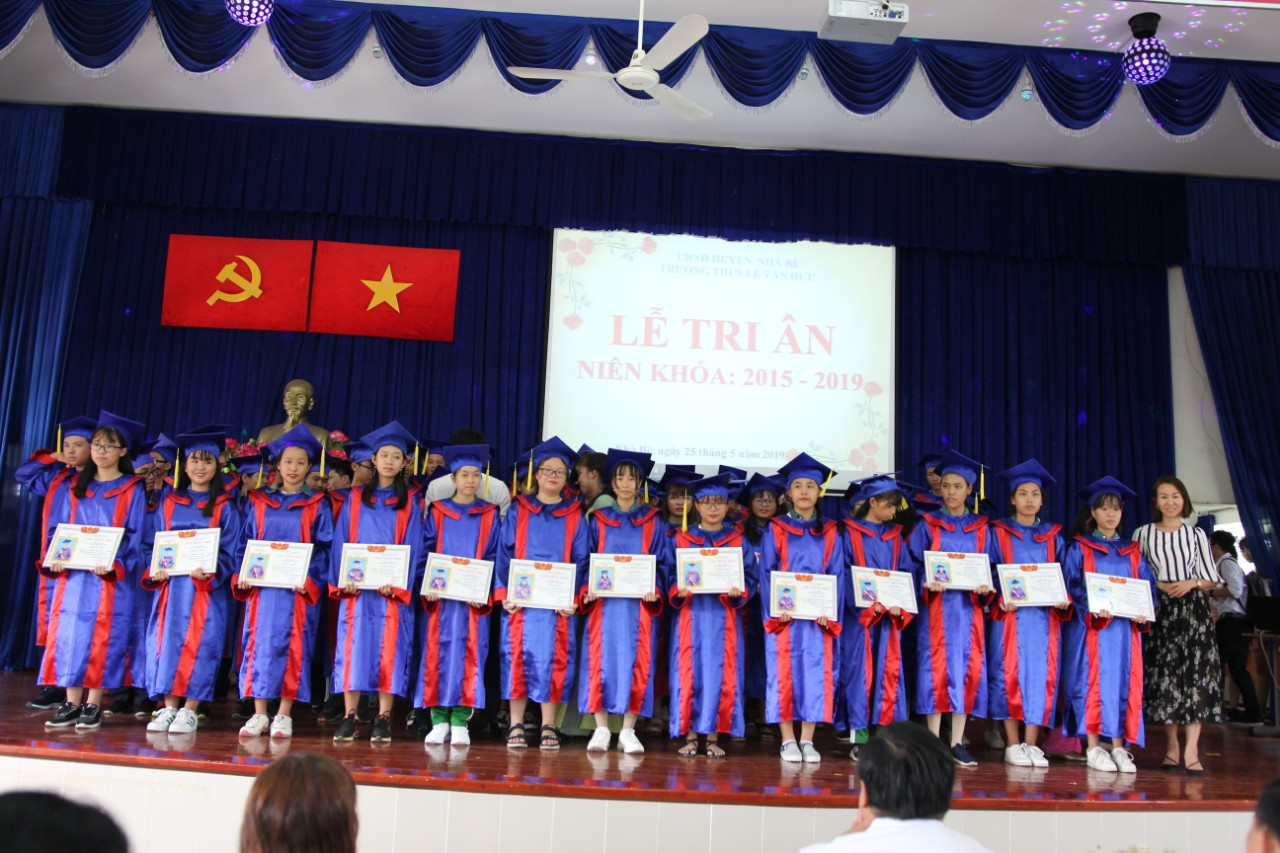 UBND HUYỆN NHÀ BÈ
TRƯỜNG THCS LÊ VĂN HƯU
LỄ TRI ÂN
NIÊN KHÓA: 2015 - 2019
Nhà Bè, ngày 25 tháng 5 năm 2019